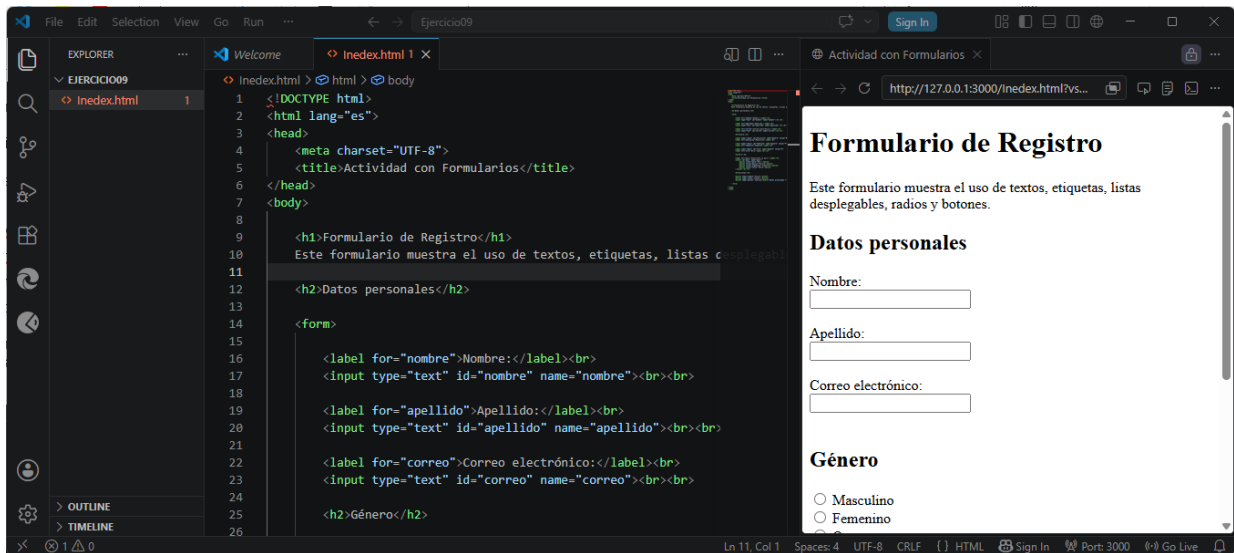 File Edit Selection View Go Run ··· Ejercicio09 Sign In
EXPLORER ···
EJERCICIO09
Inedex.html 1
OUTLINE
TIMELINE
Welcome Inedex.html 1 ···
Inedex.html > html > body
1 <!DOCTYPE html>
2 <html lang="es">
3 <head>
4 <meta charset="UTF-8">
5 <title>Actividad con Formularios</title>
6 </head>
7 <body>
8
9 <h1>Formulario de Registro</h1>
10 Este formulario muestra el uso de textos, etiquetas, listas desplegabl
11
12 <h2>Datos personales</h2>
13
14 <form>
15
16 <label for="nombre">Nombre:</label><br>
17 <input type="text" id="nombre" name="nombre"><br><br>
18
19 <label for="apellido">Apellido:</label><br>
20 <input type="text" id="apellido" name="apellido"><br><br>
21
22 <label for="correo">Correo electrónico:</label><br>
23 <input type="text" id="correo" name="correo"><br><br>
24
25 <h2>Género</h2>
26
Actividad con Formularios ···
http://127.0.0.1:3000/Inedex.html?vs... ···
Formulario de Registro
Este formulario muestra el uso de textos, etiquetas, listas
desplegables, radios y botones.
Datos personales
Nombre:
Apellido:
Correo electrónico:
Género
Masculino
Femenino
1 0 Ln 11, Col 1 Spaces: 4 UTF-8 CRLF { } HTML Sign In Port: 3000 Go Live